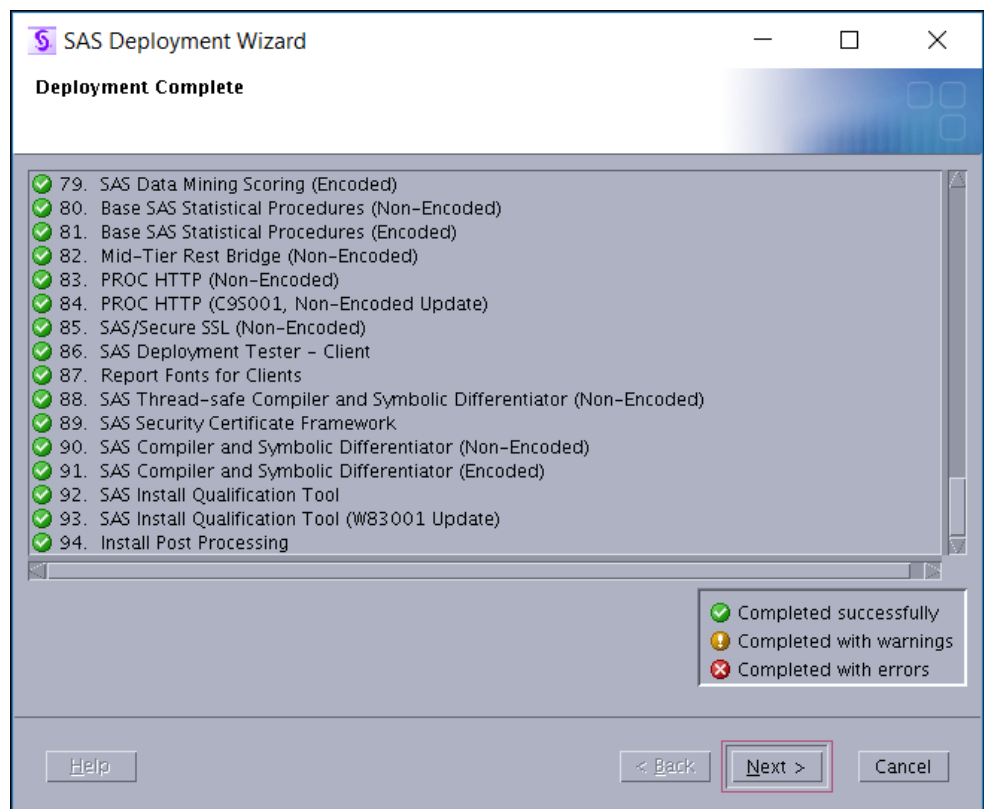 SAS Deployment Wizard
Deployment Complete
79. SAS Data Mining Scoring (Encoded)
80. Base SAS Statistical Procedures (Non-Encoded)
81. Base SAS Statistical Procedures (Encoded)
82. Mid-Tier Rest Bridge (Non-Encoded)
83. PROC HTTP (Non-Encoded)
84. PROC HTTP (C9S001, Non-Encoded Update)
85. SAS/Secure SSL (Non-Encoded)
86. SAS Deployment Tester - Client
87. Report Fonts for Clients
88. SAS Thread-safe Compiler and Symbolic Differentiator (Non-Encoded)
89. SAS Security Certificate Framework
90. SAS Compiler and Symbolic Differentiator (Non-Encoded)
91. SAS Compiler and Symbolic Differentiator (Encoded)
92. SAS Install Qualification Tool
93. SAS Install Qualification Tool (W83001 Update)
94. Install Post Processing
Completed successfully
Completed with warnings
Completed with errors
Help
< Back
Next >
Cancel